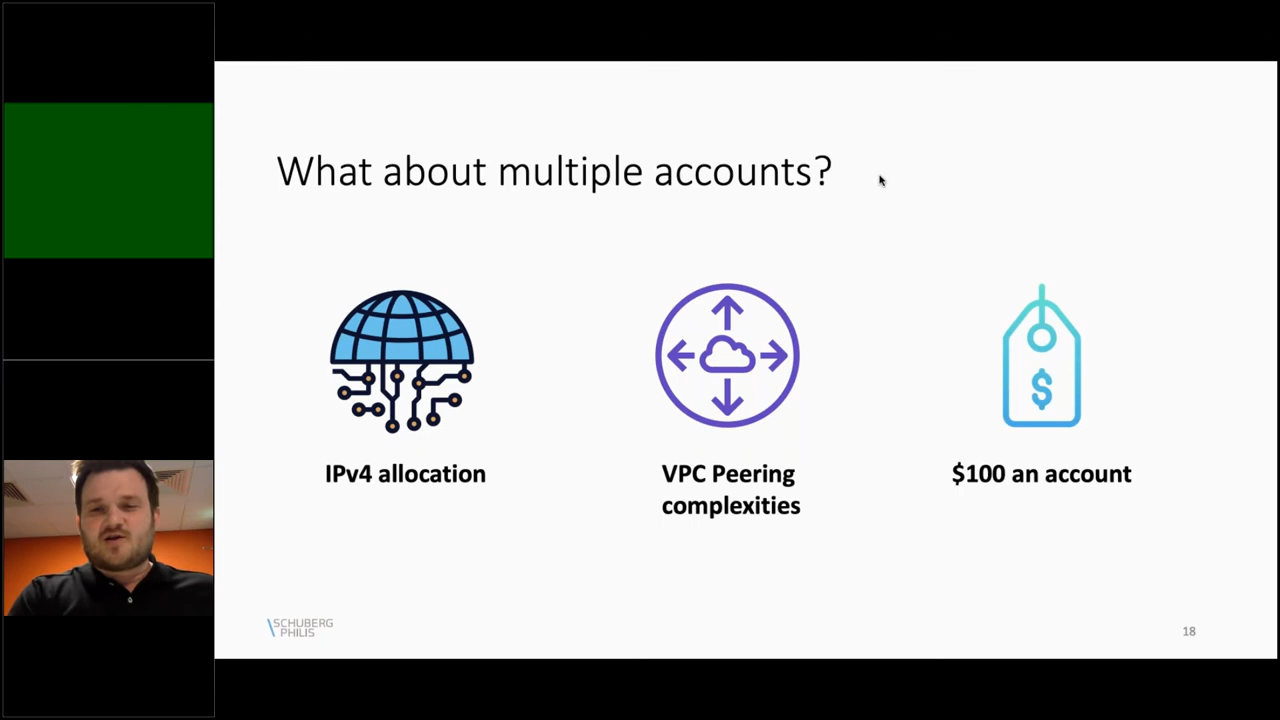 What about multiple accounts?
IPv4 allocation
VPC Peering
complexities
$100 an account
SCHUBERG
PHILIS
18